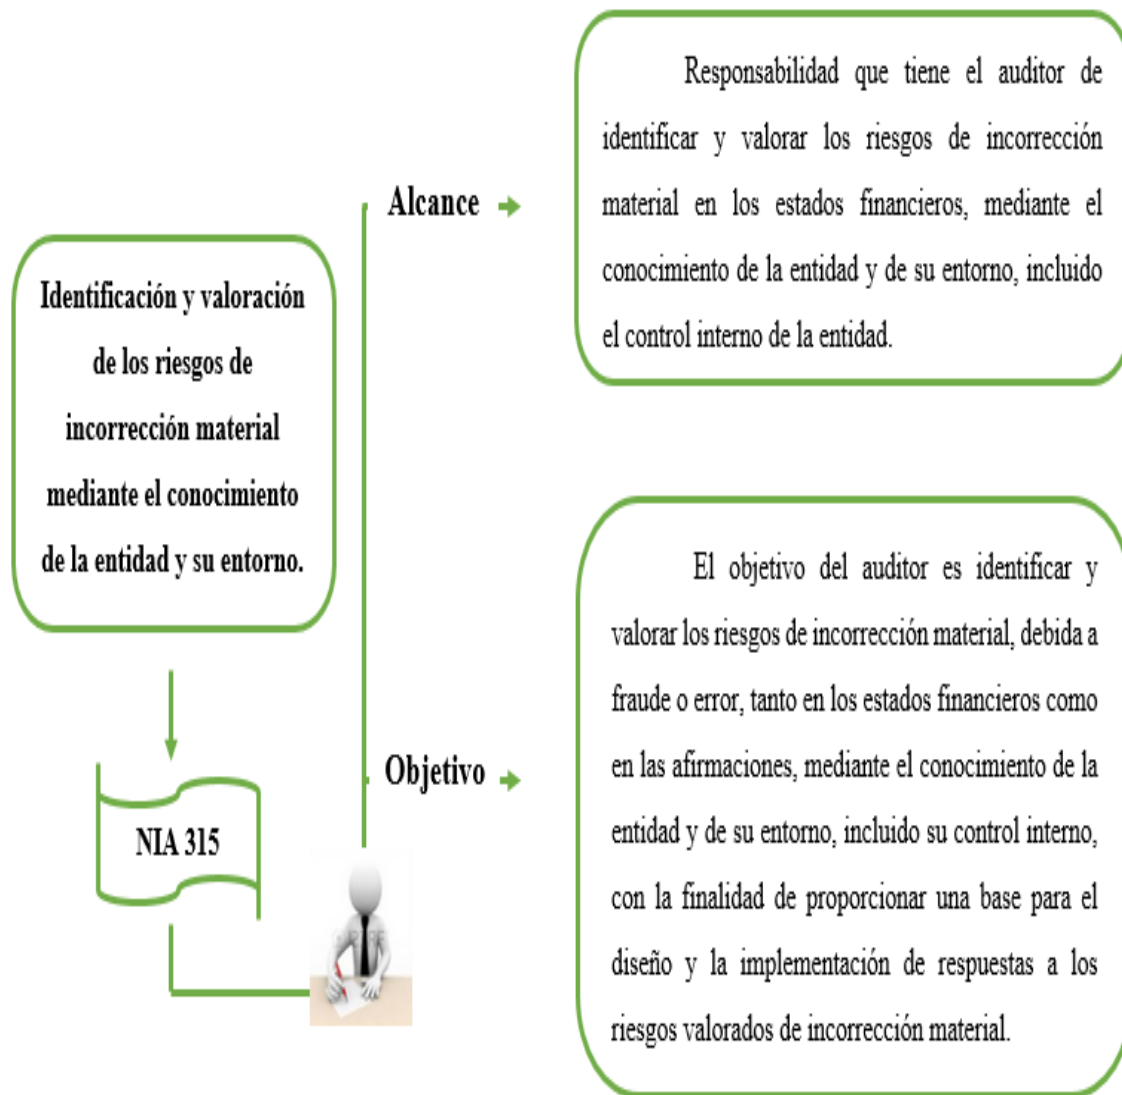 Identificación y valoración
de los riesgos de
incorrección material
mediante el conocimiento
de la entidad y su entorno.
NIA 315
Alcance
Responsabilidad que tiene el auditor de
identificar y valorar los riesgos de incorrección
material en los estados financieros, mediante el
conocimiento de la entidad y de su entorno, incluido
el control interno de la entidad.
Objetivo
El objetivo del auditor es identificar y
valorar los riesgos de incorrección material, debida a
fraude o error, tanto en los estados financieros como
en las afirmaciones, mediante el conocimiento de la
entidad y de su entorno, incluido su control interno,
con la finalidad de proporcionar una base para el
diseño y la implementación de respuestas a los
riesgos valorados de incorrección material.